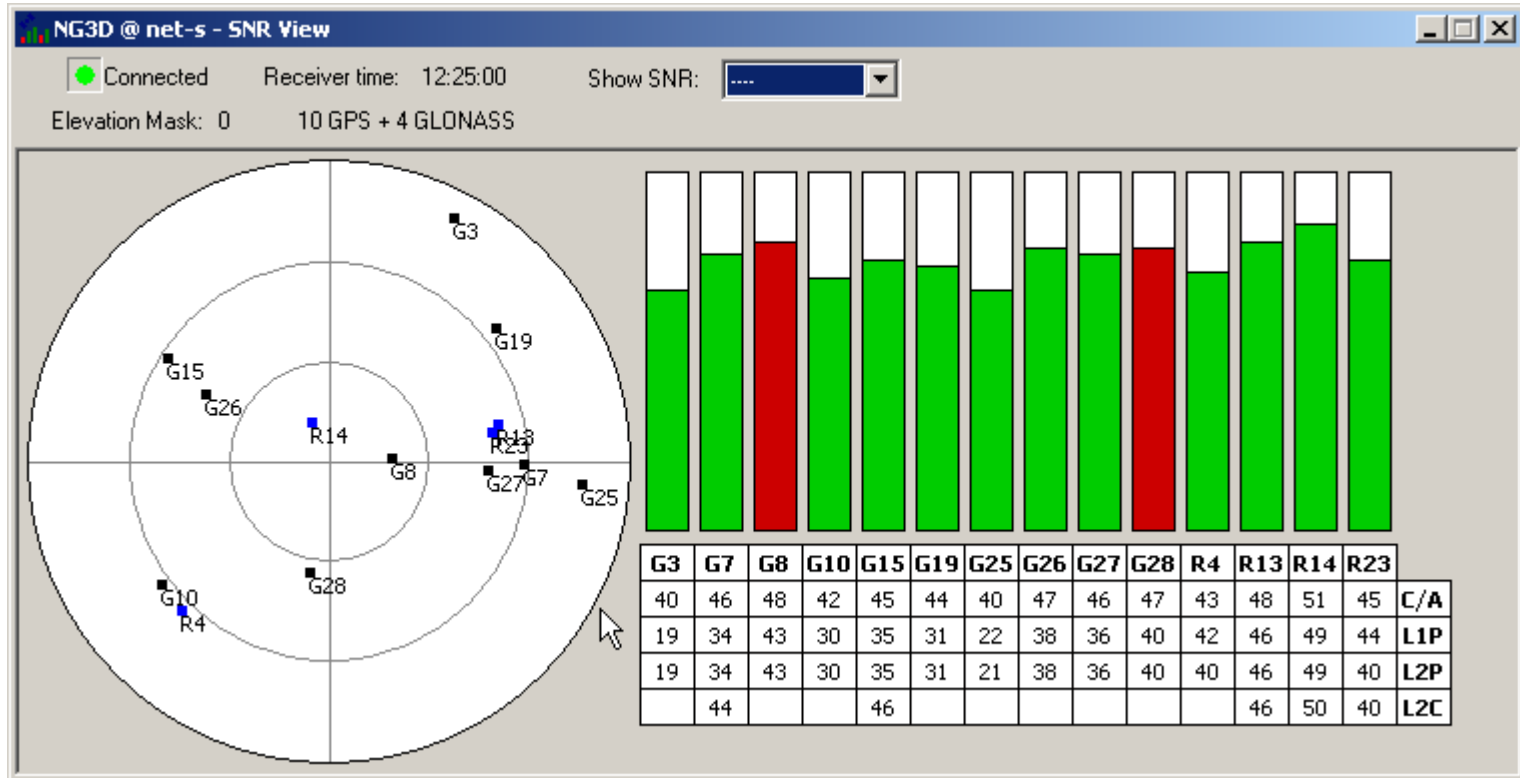 NG3D @ net-s - SNR View
Connected Receiver time: 12:25:00 Show SNR: ----
Elevation Mask: 0 10 GPS + 4 GLONASS
G3
G19
G15
G26
R14
R13
R23
G8
G27
G7
G25
G28
G10
R4
G3 G7 G8 G10 G15 G19 G25 G26 G27 G28 R4 R13 R14 R23
40 46 48 42 45 44 40 47 46 47 43 48 51 45 C/A
19 34 43 30 35 31 22 38 36 40 42 46 49 44 L1P
19 34 43 30 35 31 21 38 36 40 40 46 49 40 L2P
44 46 46 50 40 L2C